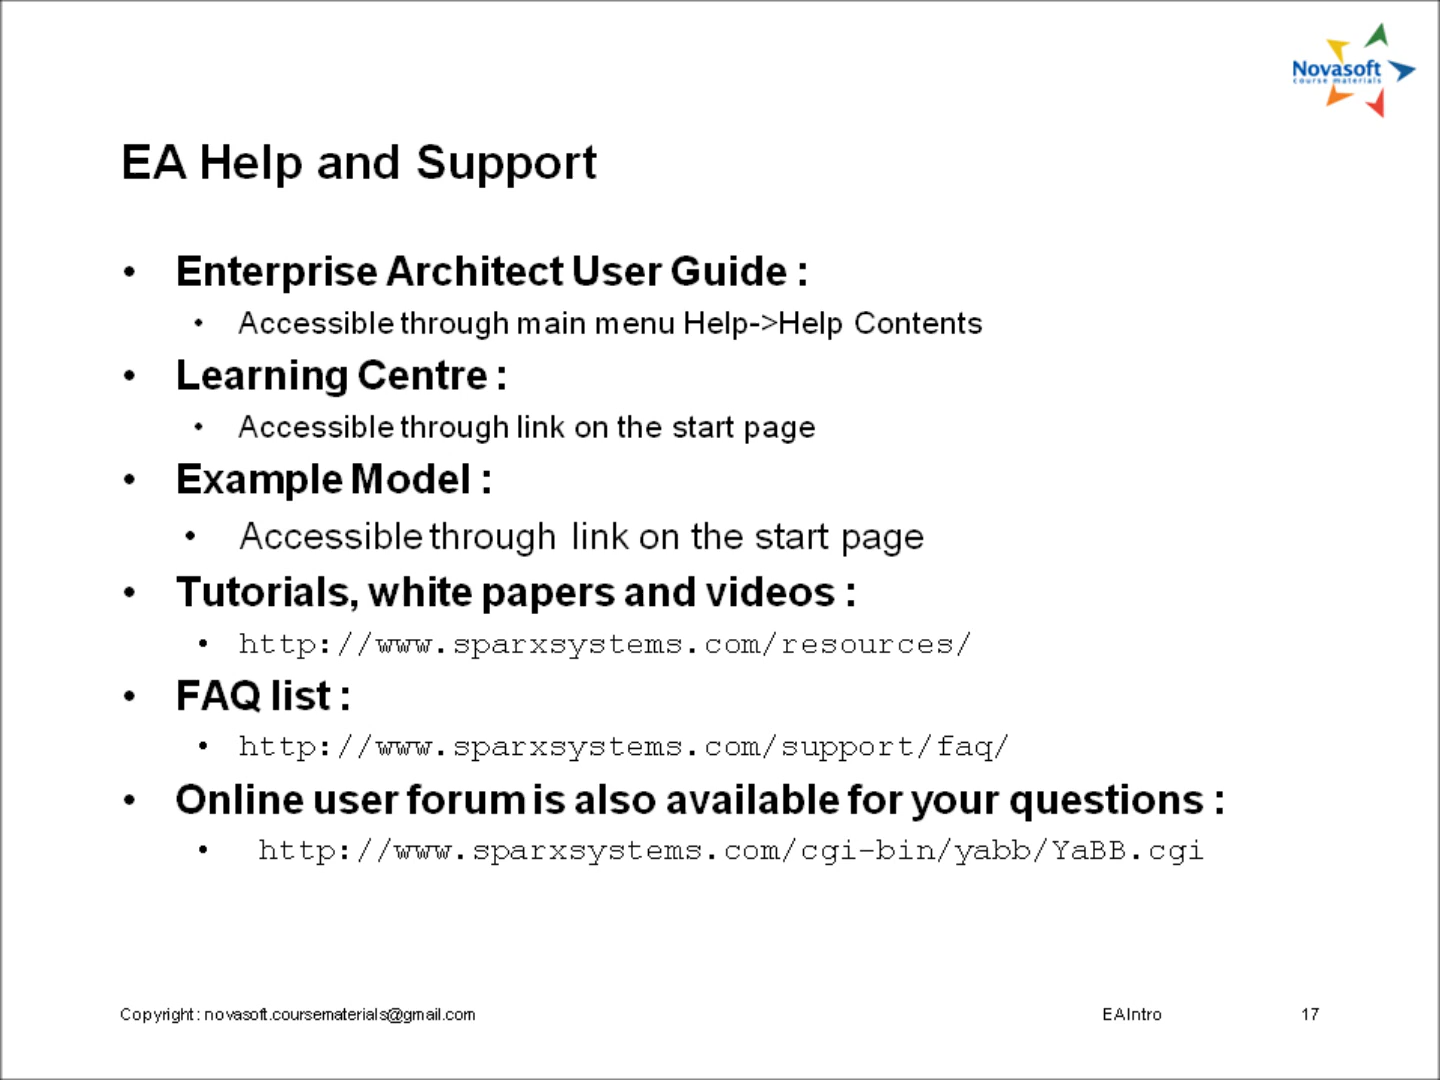 Novasoft
course materials
EA Help and Support
• Enterprise Architect User Guide :
• Accessible through main menu Help->Help Contents
• Learning Centre :
• Accessible through link on the start page
• Example Model :
• Accessible through link on the start page
• Tutorials, white papers and videos :
• http://www.sparxsystems.com/resources/
• FAQ list :
• http://www.sparxsystems.com/support/faq/
• Online user forum is also available for your questions :
• http://www.sparxsystems.com/cgi-bin/yabb/YaBB.cgi
Copyright : novasoft.coursematerials@gmail.com EAIntro 17